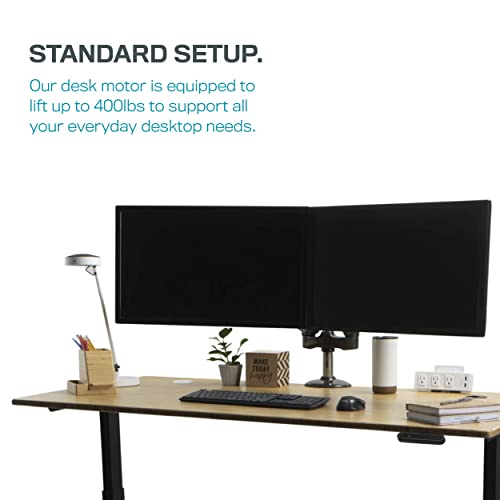 STANDARD SETUP.
Our desk motor is equipped to
lift up to 400lbs to support all
your everyday desktop needs.
MAKE
TODAY
happy